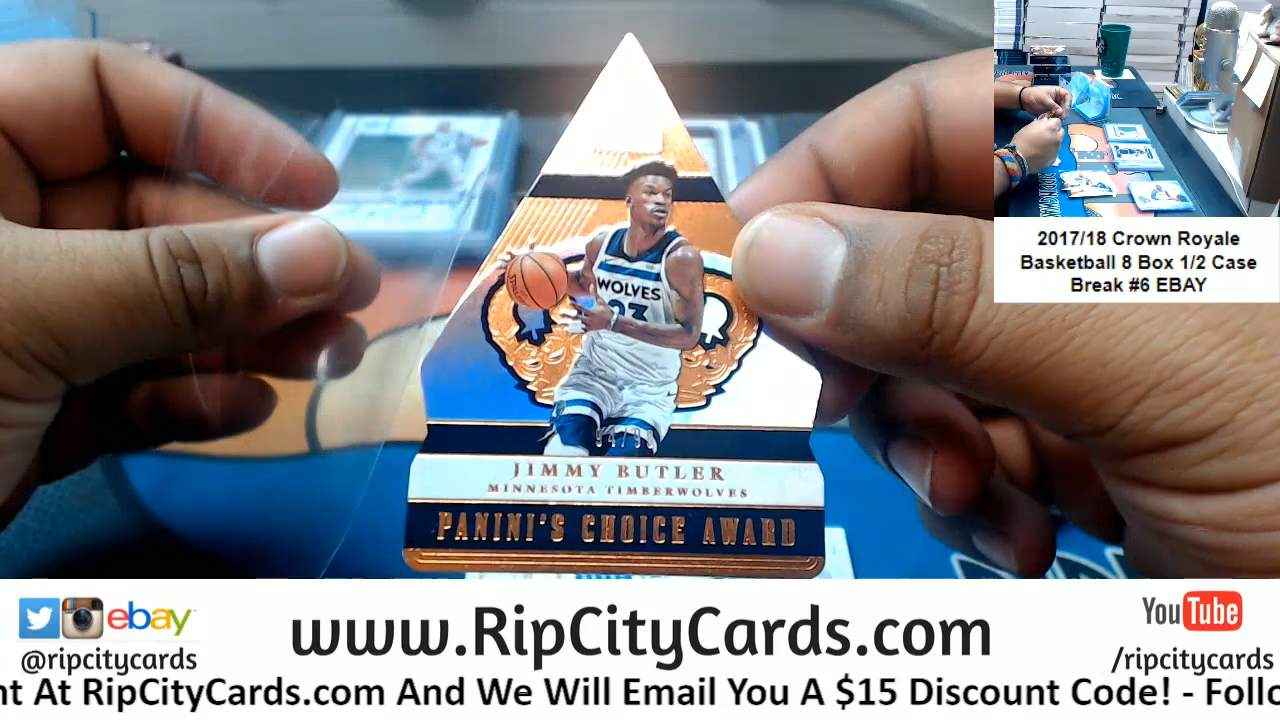 WOLVES
23
JIMMY BUTLER
MINNESOTA TIMBERWOLVES
PANINI'S CHOICE AWARD
2017/18 Crown Royale
Basketball 8 Box 1/2 Case
Break #6 EBAY
ebay
@ripcitycards
www.RipCityCards.com
YouTube
/ripcitycards
nt At RipCityCards.com And We Will Email You A $15 Discount Code! - Follo